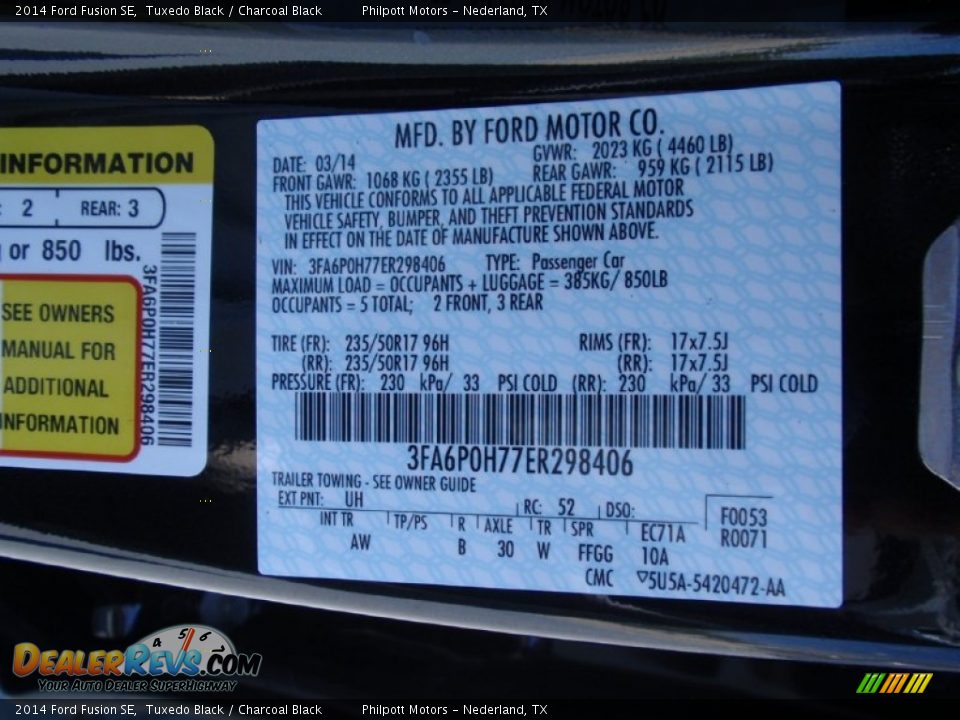 2014 Ford Fusion SE, Tuxedo Black / Charcoal Black Philpott Motors - Nederland, TX
INFORMATION
2 REAR: 3
or 850 lbs.
SEE OWNERS
MANUAL FOR
ADDITIONAL
INFORMATION
3FA6P0H77ER298406
MFD. BY FORD MOTOR CO.
DATE: 03/14 GVWR: 2023 KG ( 4460 LB)
FRONT GAWR: 1068 KG ( 2355 LB) REAR GAWR: 959 KG ( 2115 LB)
THIS VEHICLE CONFORMS TO ALL APPLICABLE FEDERAL MOTOR
VEHICLE SAFETY, BUMPER, AND THEFT PREVENTION STANDARDS
IN EFFECT ON THE DATE OF MANUFACTURE SHOWN ABOVE.
VIN: 3FA6P0H77ER298406 TYPE: Passenger Car
MAXIMUM LOAD = OCCUPANTS + LUGGAGE = 385KG/ 850LB
OCCUPANTS = 5 TOTAL; 2 FRONT, 3 REAR
TIRE (FR): 235/50R17 96H RIMS (FR): 17x7.5J
(RR): 235/50R17 96H (RR): 17x7.5J
PRESSURE (FR): 230 kPa/ 33 PSI COLD (RR): 230 kPa/ 33 PSI COLD
3FA6P0H77ER298406
TRAILER TOWING - SEE OWNER GUIDE
EXT PNT: UH RC: 52 DSO: F0053
INT TR TP/PS R AXLE TR SPR EC71A R0071
AW B 30 W FFGG 10A
CMC ▽5U5A-5420472-AA
4 5 6
DealerRevs.com
Your Auto Dealer SuperHighway
2014 Ford Fusion SE, Tuxedo Black / Charcoal Black Philpott Motors - Nederland, TX